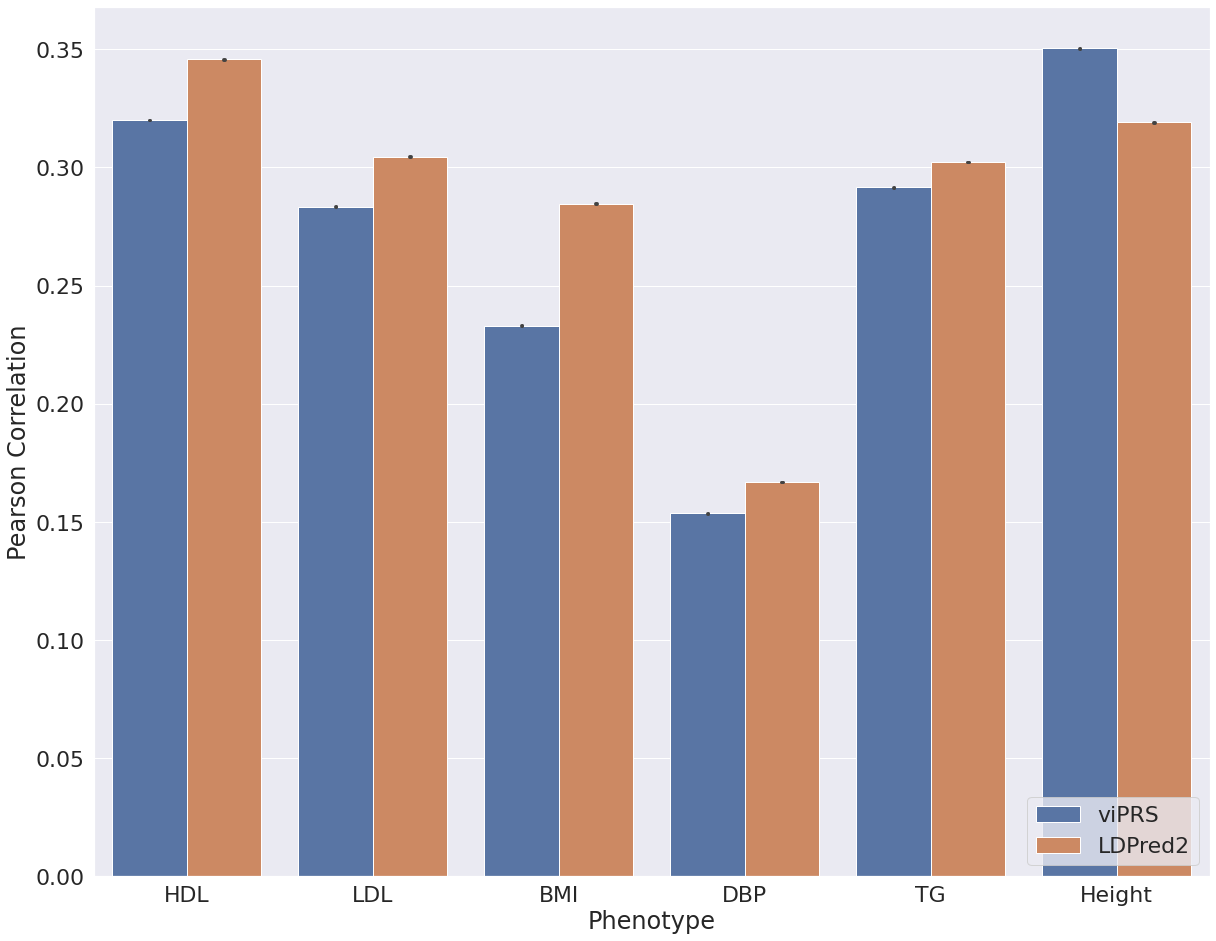 0.35
0.30
0.25
0.20
0.15
0.10
0.05
0.00
Pearson Correlation
HDL LDL BMI DBP TG Height
Phenotype
viPRS
LDPred2